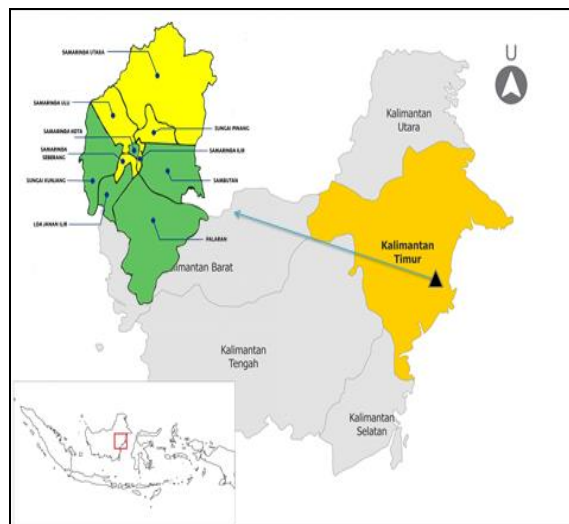 SAMARINDA UTARA
SAMARINDA ULU
SAMARINDA KOTA
SAMARINDA
SEBERANG
SUNGAI KUNJANG
LOA JANAN ILIR
SUNGAI PINANG
SAMARINDA ILIR
SAMBUTAN
PALARAN
U
Kalimantan
Utara
Kalimantan
Timur
alimantan Barat
Kalimantan
Tengah
Kalimantan
Selatan